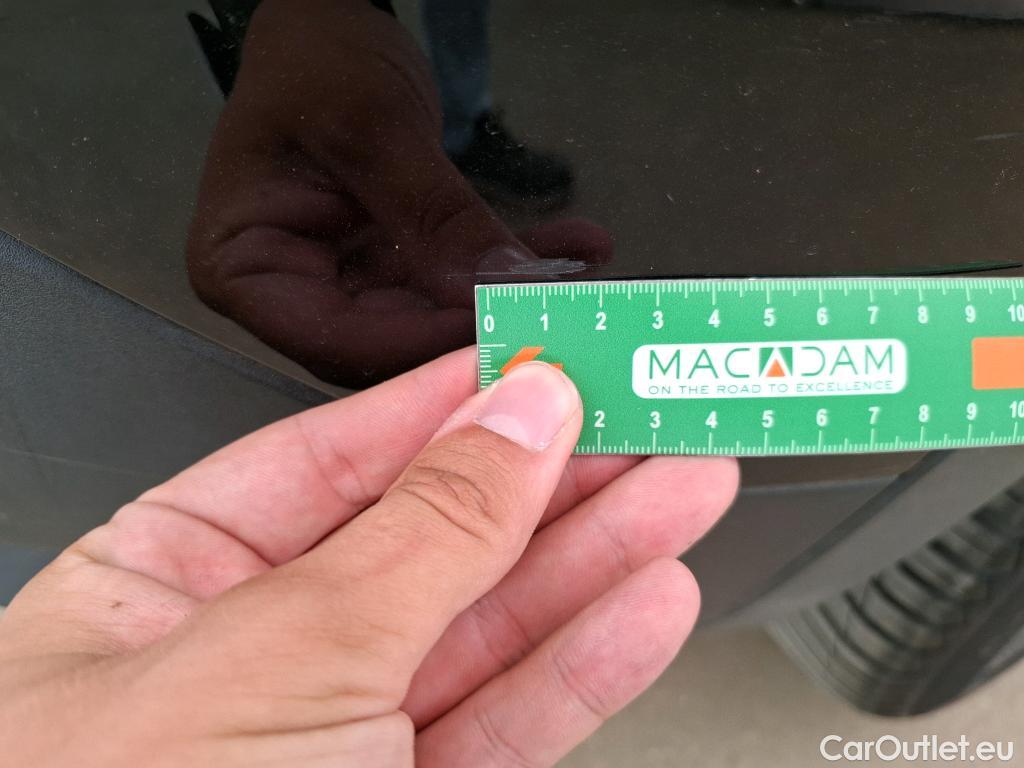 0 1 2 3 4 5 6 7 8 9 10
MACADAM
ON THE ROAD TO EXCELLENCE
2 3 4 5 6 7 8 9 10
CarOutlet.eu